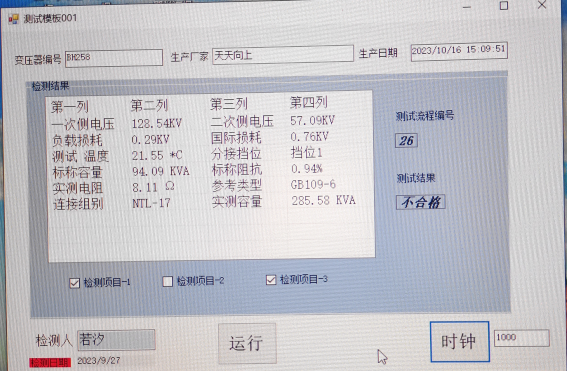 测试模板001
变压器编号 BH258 生产厂家 天天向上 生产日期 2023/10/16 15:09:51
检测结果
第一列 第二列 第三列 第四列
一次侧电压 128.54KV 二次侧电压 57.09KV
负载损耗 0.29KV 国际损耗 0.76KV
测试 温度 21.55 *C 分接挡位 挡位1
标称容量 94.09 KVA 标称阻抗 0.94%
实测电阻 8.11 Ω 参考类型 GB109-6
连接组别 NTL-17 实测容量 285.58 KVA
测试流程编号
26
测试结果
不合格
检测项目-1 检测项目-2 检测项目-3
检测人 若汐 运行 时钟 1000
检测日期 2023/9/27